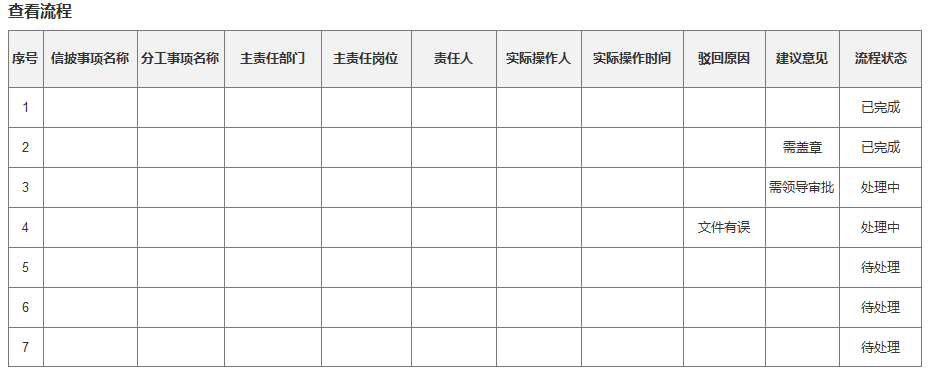 查看流程
序号 信披事项名称 分工事项名称 主责任部门 主责任岗位 责任人 实际操作人 实际操作时间 驳回原因 建议意见 流程状态
1 已完成
2 需盖章 已完成
3 需领导审批 处理中
4 文件有误 处理中
5 待处理
6 待处理
7 待处理